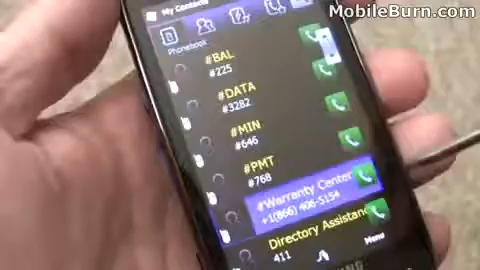 MobileBurn.com
My Contacts
Phonebook
#BAL
#225
#DATA
#3282
#MIN
#646
#PMT
#768
#Warranty Center
+1(866) 406-5154
Directory Assistanc
411
Menu